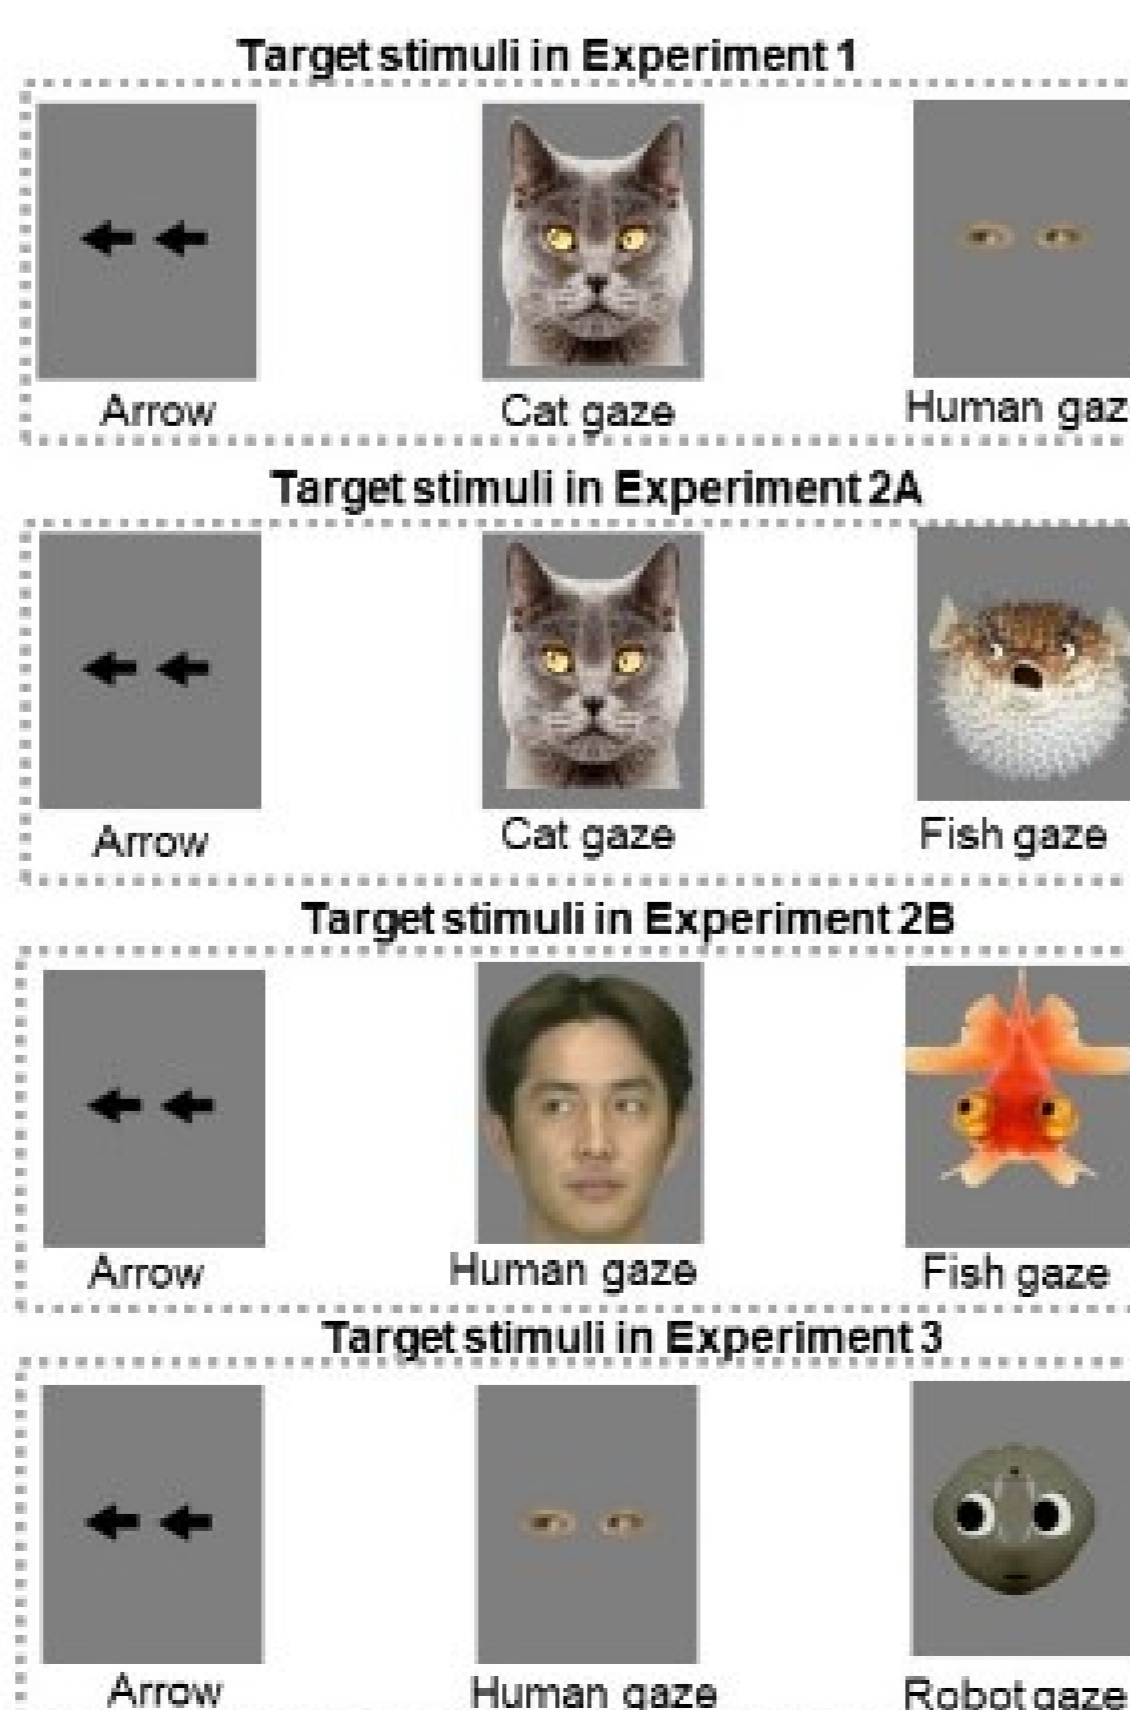 Target stimuli in Experiment 1
Arrow Cat gaze Human gaz
Target stimuli in Experiment 2A
Arrow Cat gaze Fish gaze
Target stimuli in Experiment 2B
Arrow Human gaze Fish gaze
Target stimuli in Experiment 3
Arrow Human gaze Robot gaze